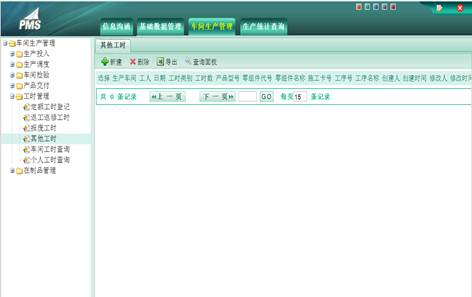 PMS
信息沟通 基础数据管理 车间生产管理 生产统计查询
车间生产管理
生产投入
生产调度
车间检验
产品交付
工时管理
定额工时登记
返工返修工时
报废工时
其他工时
车间工时查询
个人工时查询
在制品管理
其他工时
新建 删除 导出 查询面板
选择 生产车间 工人 日期 工时类别 工时数 产品型号 零组件代号 零组件名称 施工卡号 工序号 工序名称 创建人 创建时间 修改人 修改时间
共 0 条记录 上 一 页 下 一 页 GO 每页 15 条记录